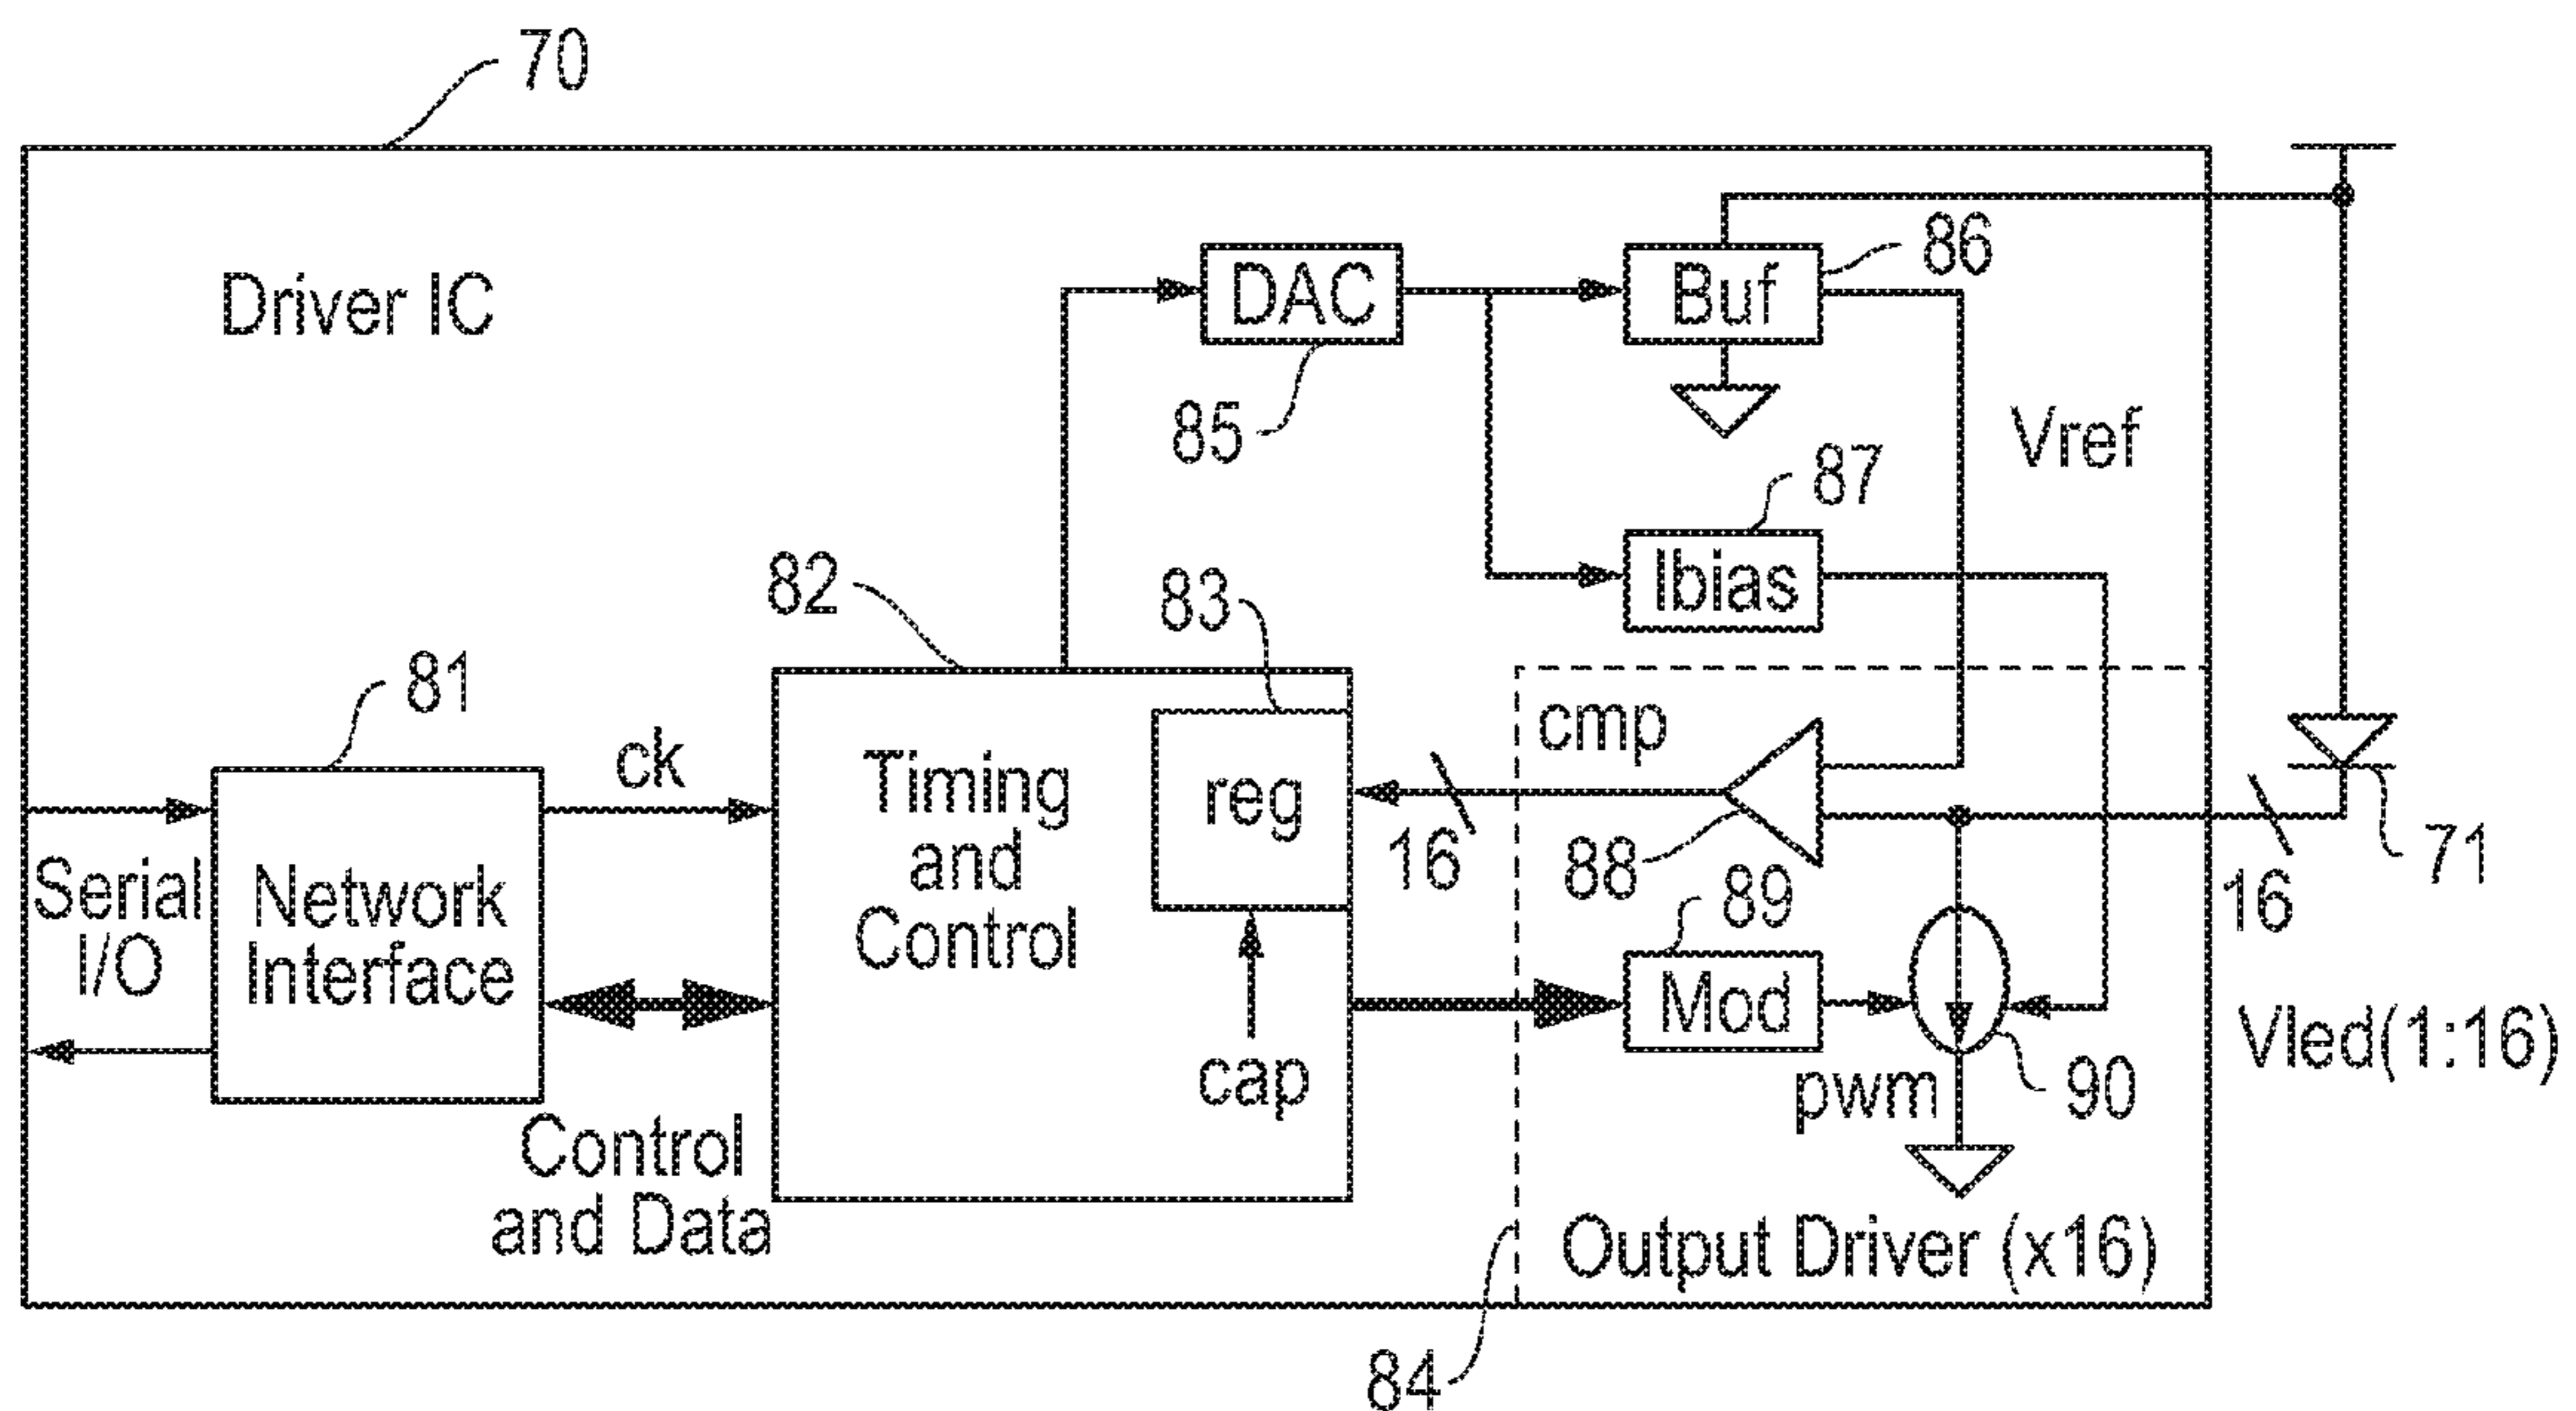 70
Driver IC
DAC
85
Buf
86
Vref
87
Ibias
82
83
81
ck
Timing
and
Control
reg
cap
cmp
16
88
89
Mod
pwm
90
71
16
Vled(1:16)
Serial
I/O
Network
Interface
Control
and Data
Output Driver (x16)
84